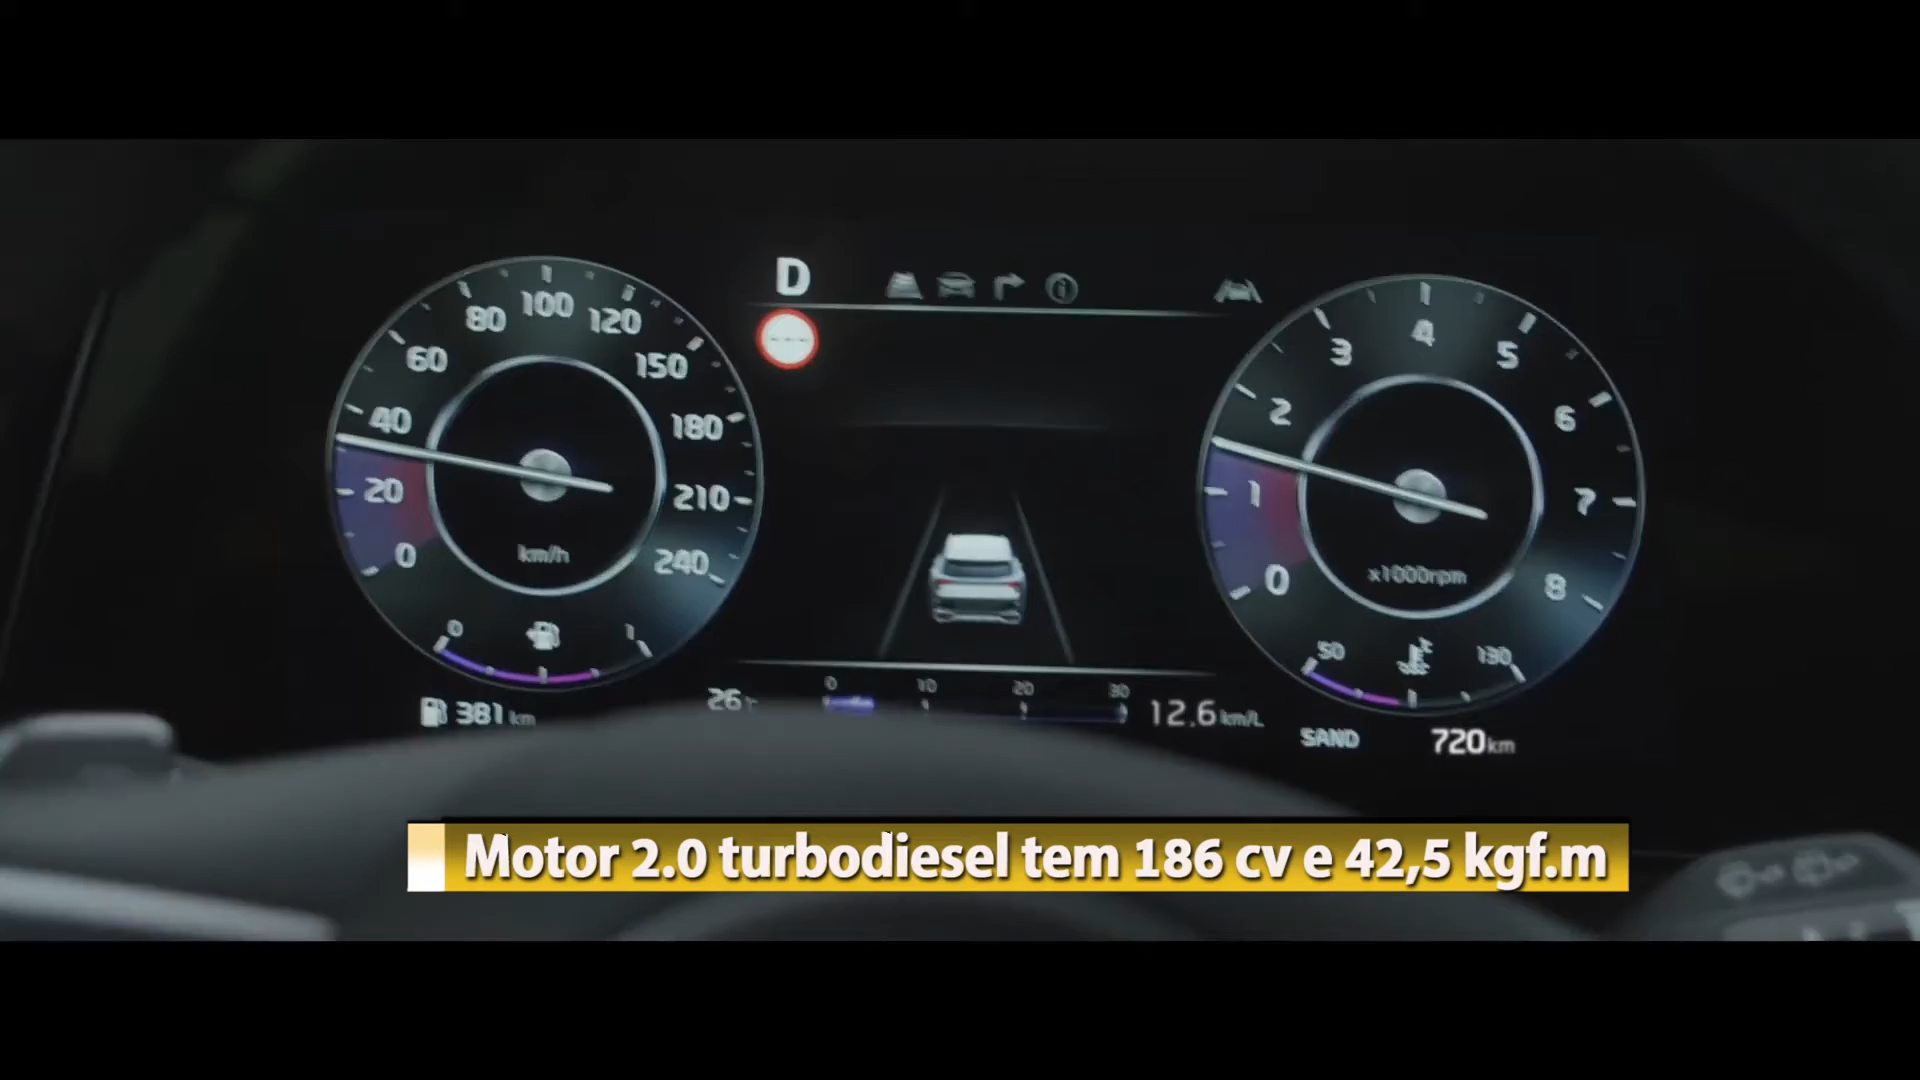 D
100
80
120
60
150
40
180
20
210
0
240
km/h
0
1
381 km
4
3
5
2
6
1
7
0
8
x1000rpm
50
130
0 10 20 30
26°C
12.6 km/L
SAND
720 km
Motor 2.0 turbodiesel tem 186 cv e 42,5 kgf.m